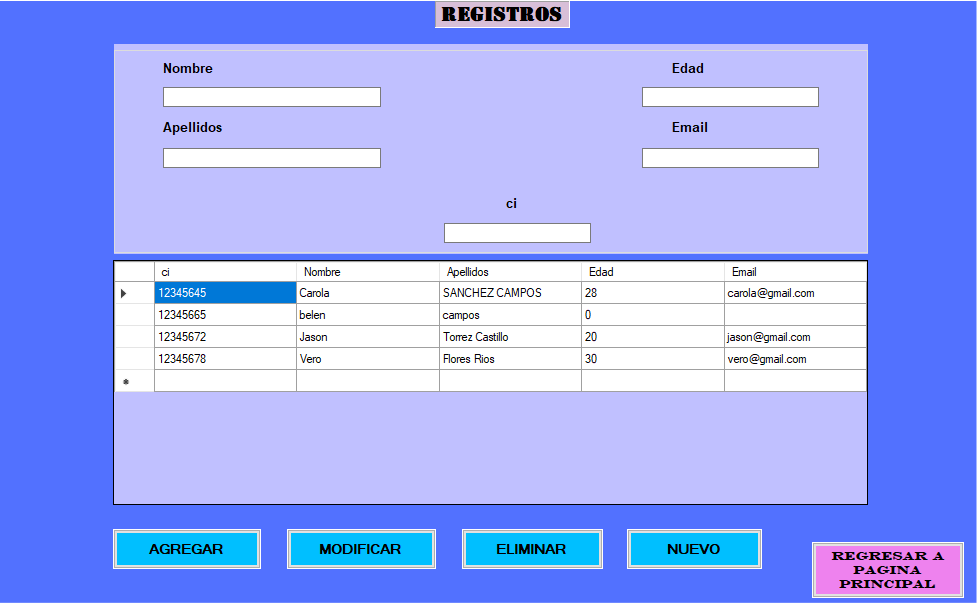 REGISTROS
Nombre Edad
Apellidos Email
ci
ci Nombre Apellidos Edad Email
12345645 Carola SANCHEZ CAMPOS 28 carola@gmail.com
12345665 belen campos 0
12345672 Jason Torrez Castillo 20 jason@gmail.com
12345678 Vero Flores Rios 30 vero@gmail.com
AGREGAR MODIFICAR ELIMINAR NUEVO
REGRESAR A
PAGINA
PRINCIPAL